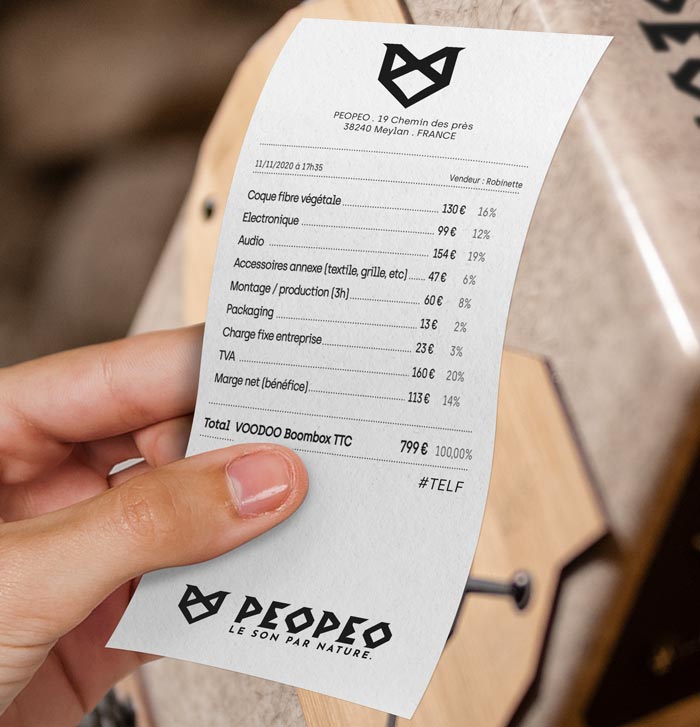 PEOPEO . 19 Chemin des près
38240 Meylan . FRANCE
11/11/2020 à 17h35 Vendeur : Robinette
Coque fibre végétale 130 € 16%
Electronique 99 € 12%
Audio 154 € 19%
Accessoires annexe (textile, grille, etc) 47 € 6%
Montage / production (3h) 60 € 8%
Packaging 13 € 2%
Charge fixe entreprise 23 € 3%
TVA 160 € 20%
Marge net (bénéfice) 113 € 14%
Total VOODOO Boombox TTC 799 € 100,00%
#TELF
PEOPEO
LE SON PAR NATURE.